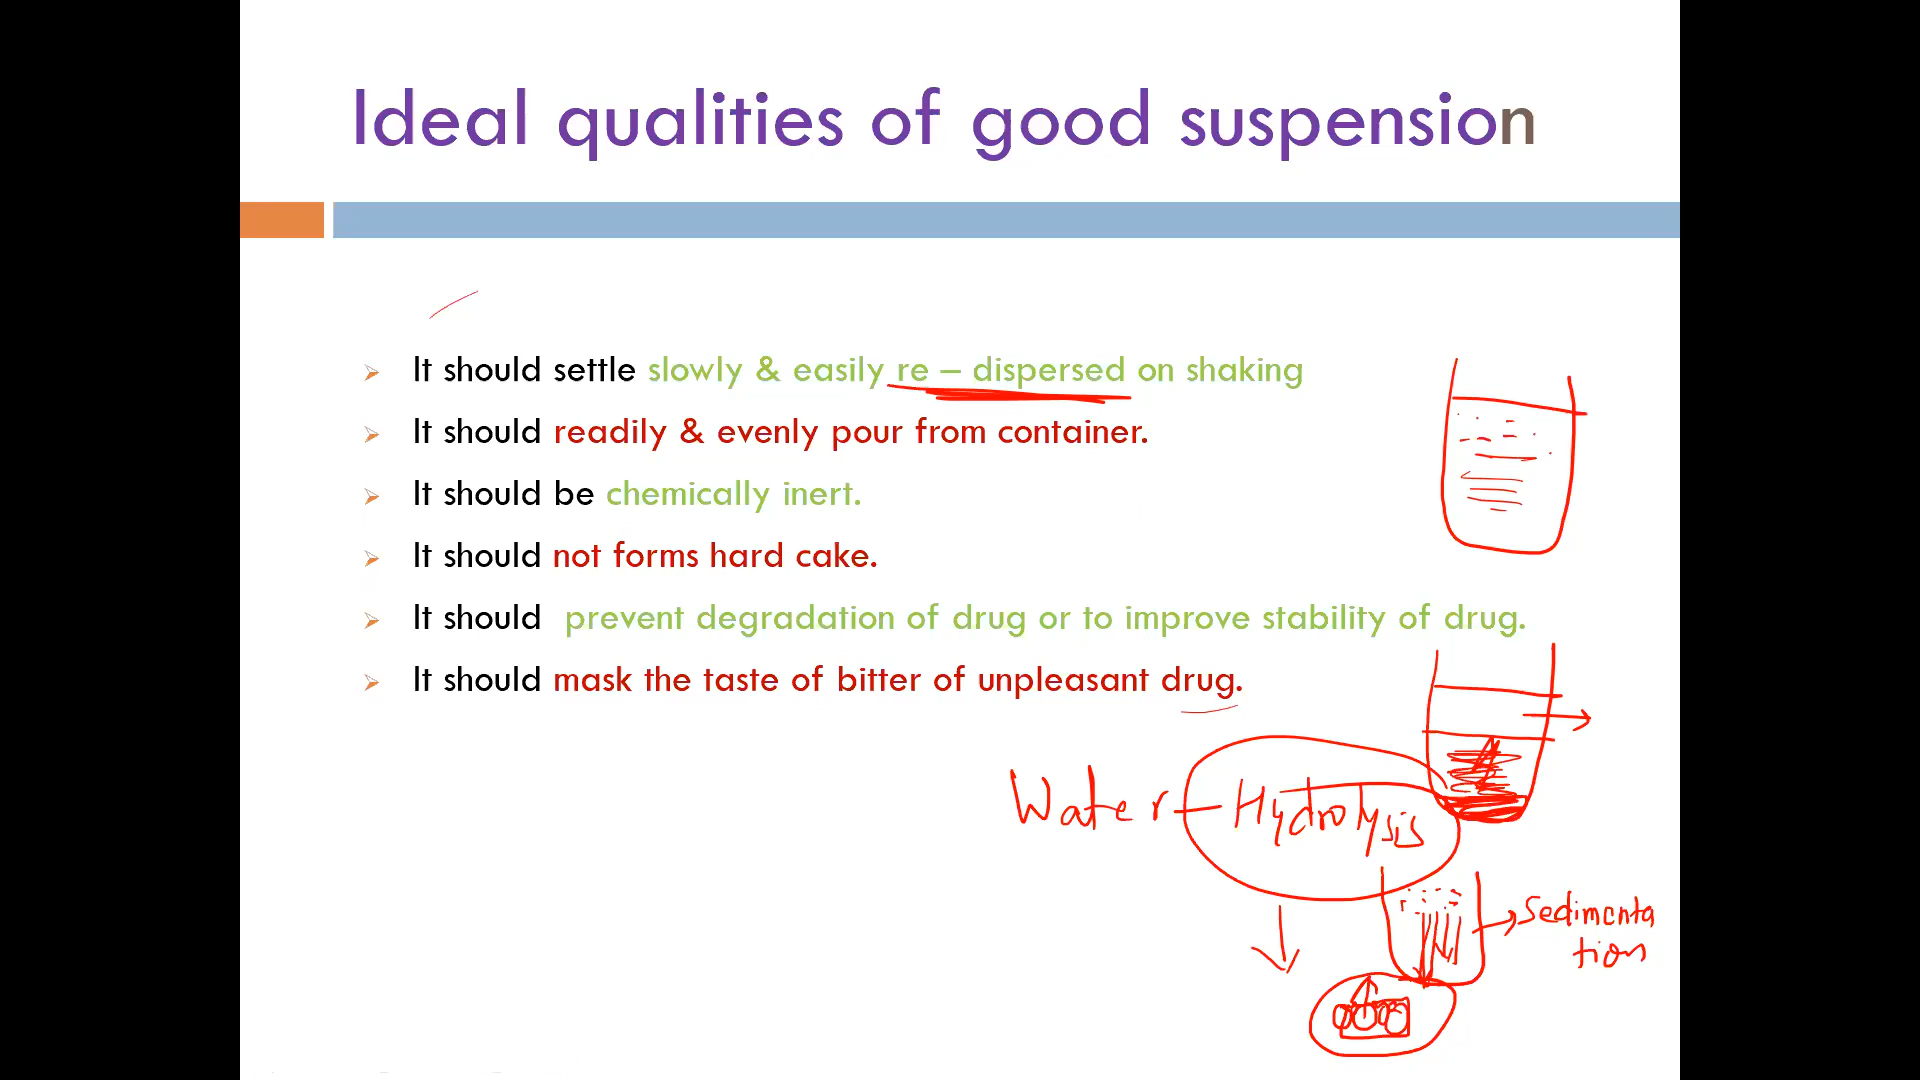 Ideal qualities of good suspension
It should settle slowly & easily re – dispersed on shaking
It should readily & evenly pour from container.
It should be chemically inert.
It should not forms hard cake.
It should prevent degradation of drug or to improve stability of drug.
It should mask the taste of bitter of unpleasant drug.
Water – Hydrolysis
Sedimenta
tion